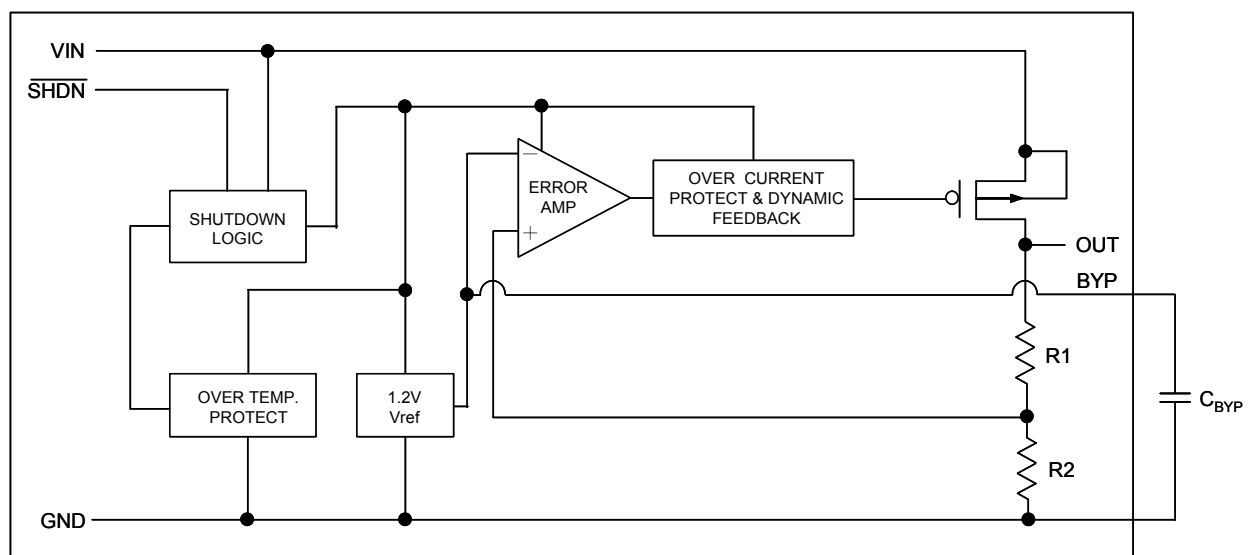 VIN
SHDN
SHUTDOWN
LOGIC
−
ERROR
AMP
+
OVER CURRENT
PROTECT & DYNAMIC
FEEDBACK
OUT
BYP
R1
OVER TEMP.
PROTECT
1.2V
Vref
CBYP
R2
GND